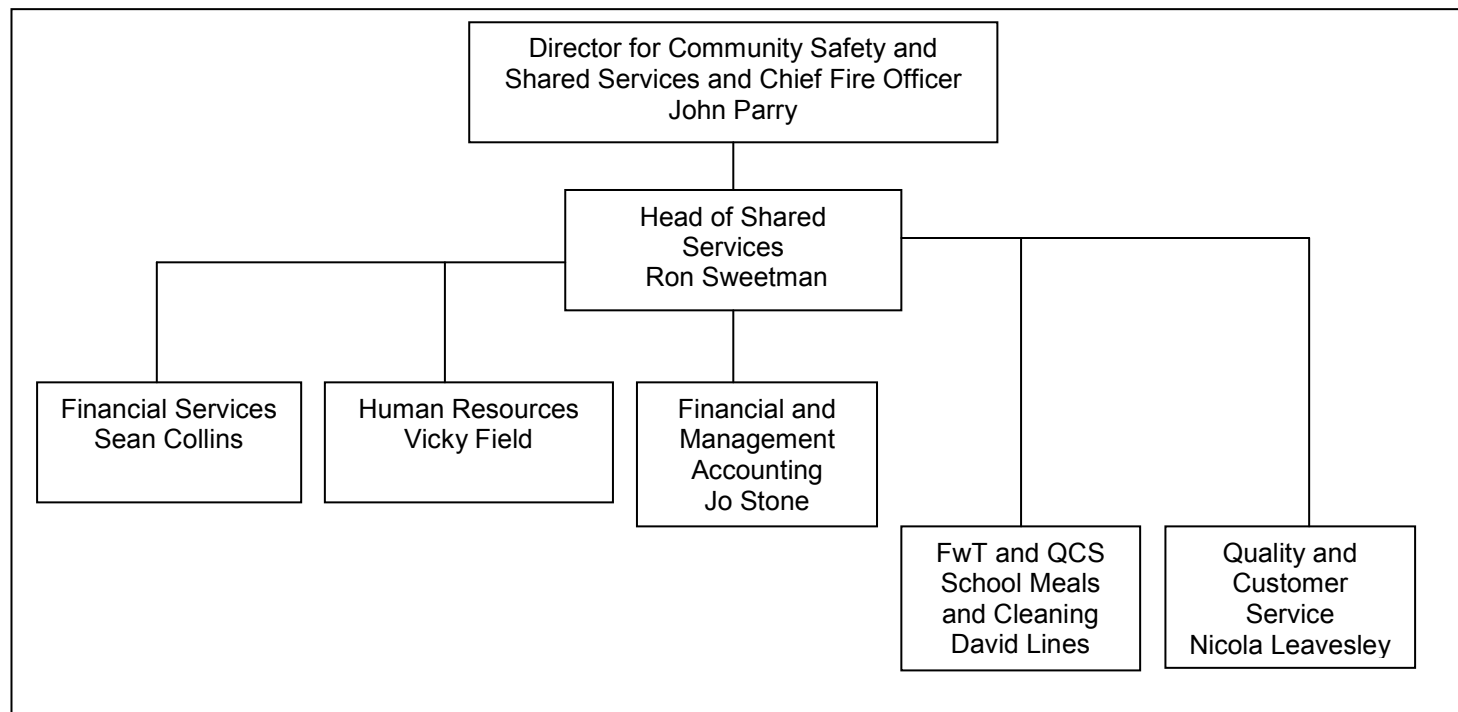 Director for Community Safety and
Shared Services and Chief Fire Officer
John Parry
Head of Shared
Services
Ron Sweetman
Financial Services
Sean Collins
Human Resources
Vicky Field
Financial and
Management
Accounting
Jo Stone
FwT and QCS
School Meals
and Cleaning
David Lines
Quality and
Customer
Service
Nicola Leavesley